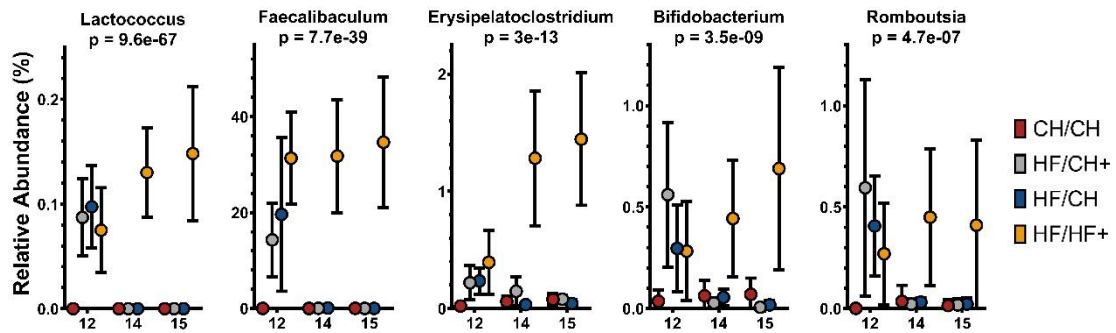 Lactococcus
p = 9.6e-67
Faecalibaculum
p = 7.7e-39
Erysipelatoclostridium
p = 3e-13
Bifidobacterium
p = 3.5e-09
Romboutsia
p = 4.7e-07
Relative Abundance (%)
0.2
0.1
0.0
12 14 15
40
20
0
12 14 15
2
1
0
12 14 15
1.0
0.5
0.0
12 14 15
1.0
0.5
0.0
12 14 15
CH/CH
HF/CH+
HF/CH
HF/HF+